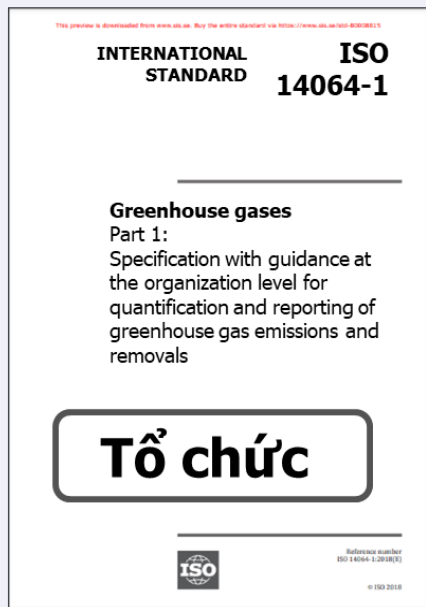 This preview is downloaded from www.sis.se. Buy the entire standard via https://www.sis.se/std-80008615
INTERNATIONAL
STANDARD
ISO
14064-1
Greenhouse gases
Part 1:
Specification with guidance at
the organization level for
quantification and reporting of
greenhouse gas emissions and
removals
Tổ chức
ISO
Reference number
ISO 14064-1:2018(E)
© ISO 2018